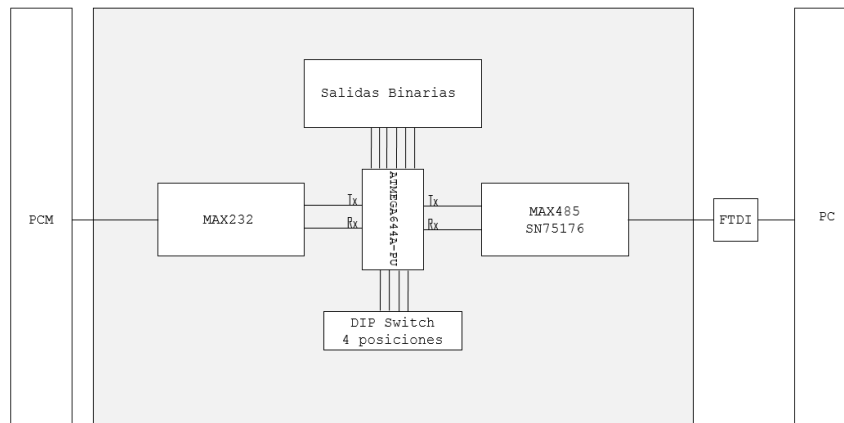 Salidas Binarias
PCM
MAX232
Tx
Rx
ATMEGA644A-PU
Tx
Rx
MAX485
SN75176
FTDI
PC
DIP Switch
4 posiciones